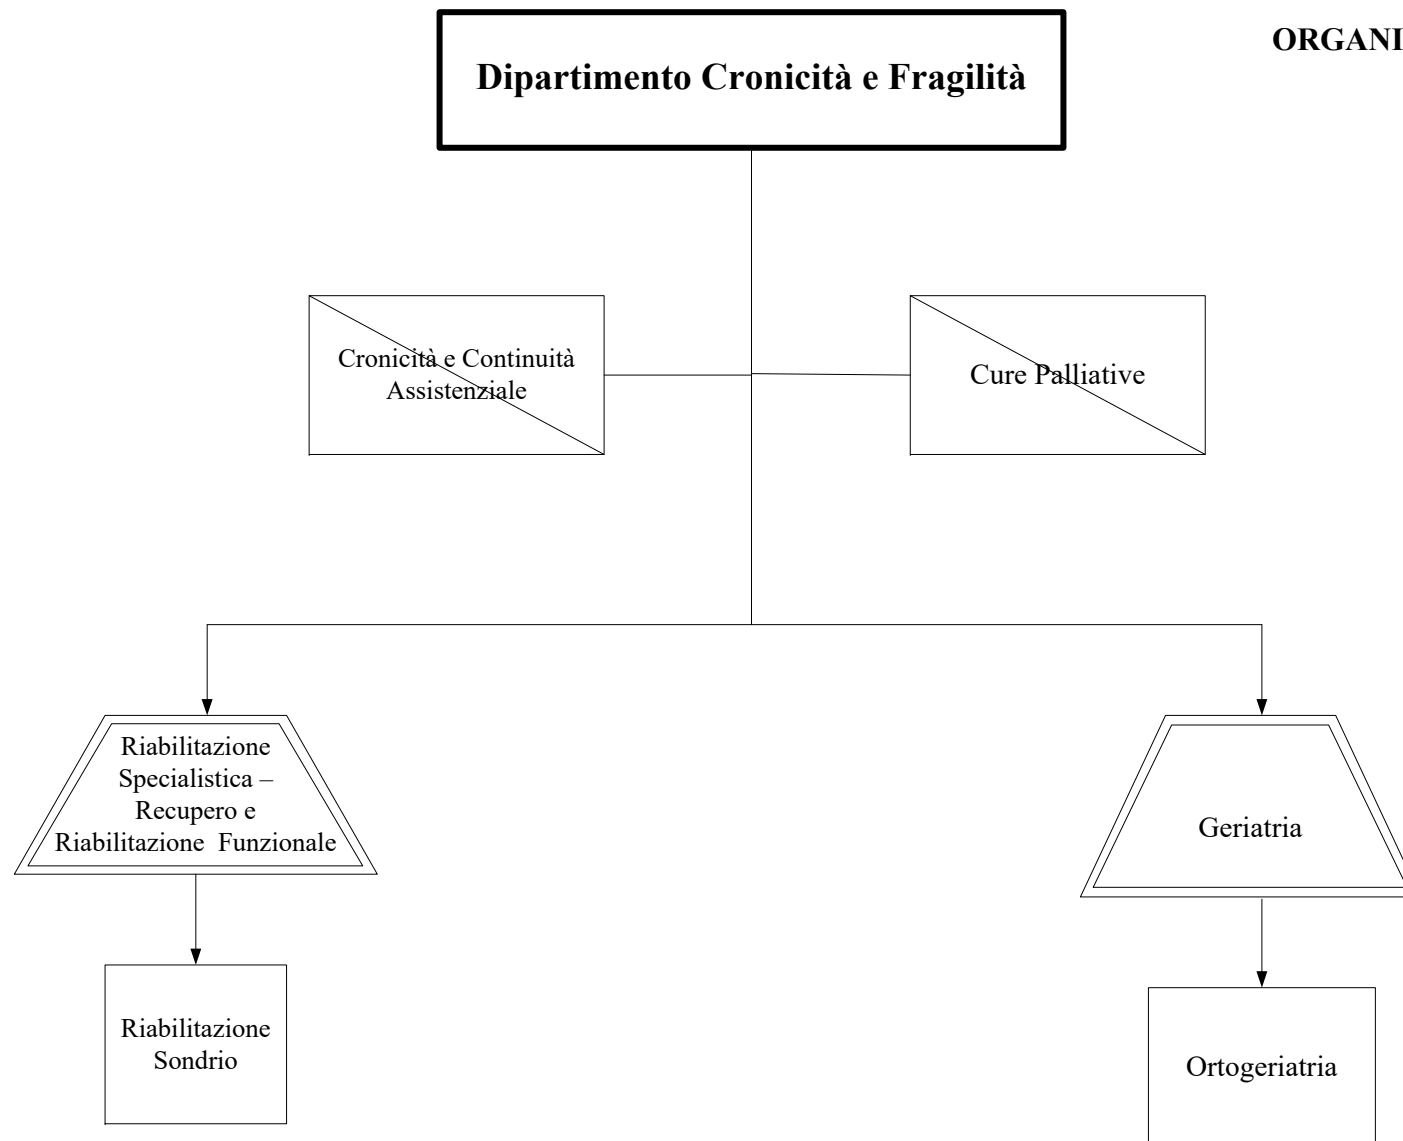 ORGANI
Dipartimento Cronicità e Fragilità
Cronicità e Continuità
Assistenziale
Cure Palliative
Riabilitazione
Specialistica –
Recupero e
Riabilitazione Funzionale
Geriatria
Riabilitazione
Sondrio
Ortogeriatria